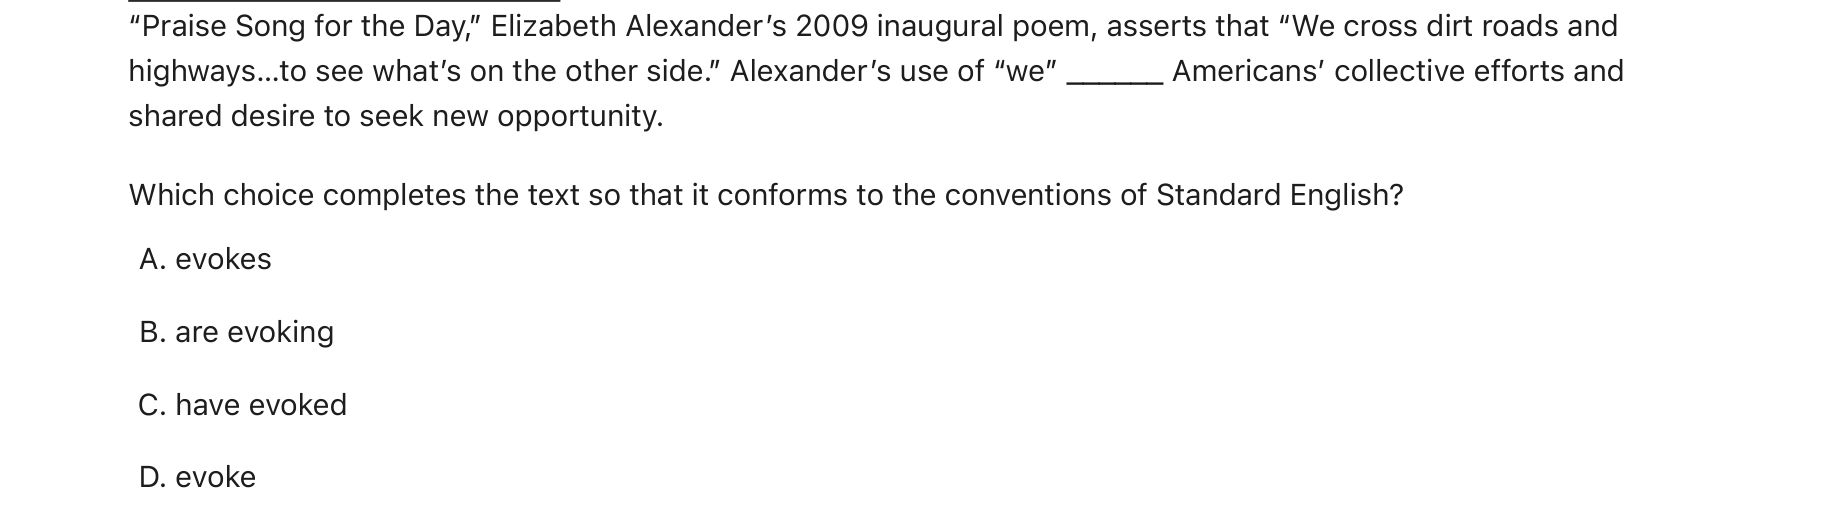 “Praise Song for the Day,” Elizabeth Alexander’s 2009 inaugural poem, asserts that “We cross dirt roads and
highways...to see what’s on the other side.” Alexander’s use of “we” ______ Americans’ collective efforts and
shared desire to seek new opportunity.
Which choice completes the text so that it conforms to the conventions of Standard English?
A. evokes
B. are evoking
C. have evoked
D. evoke